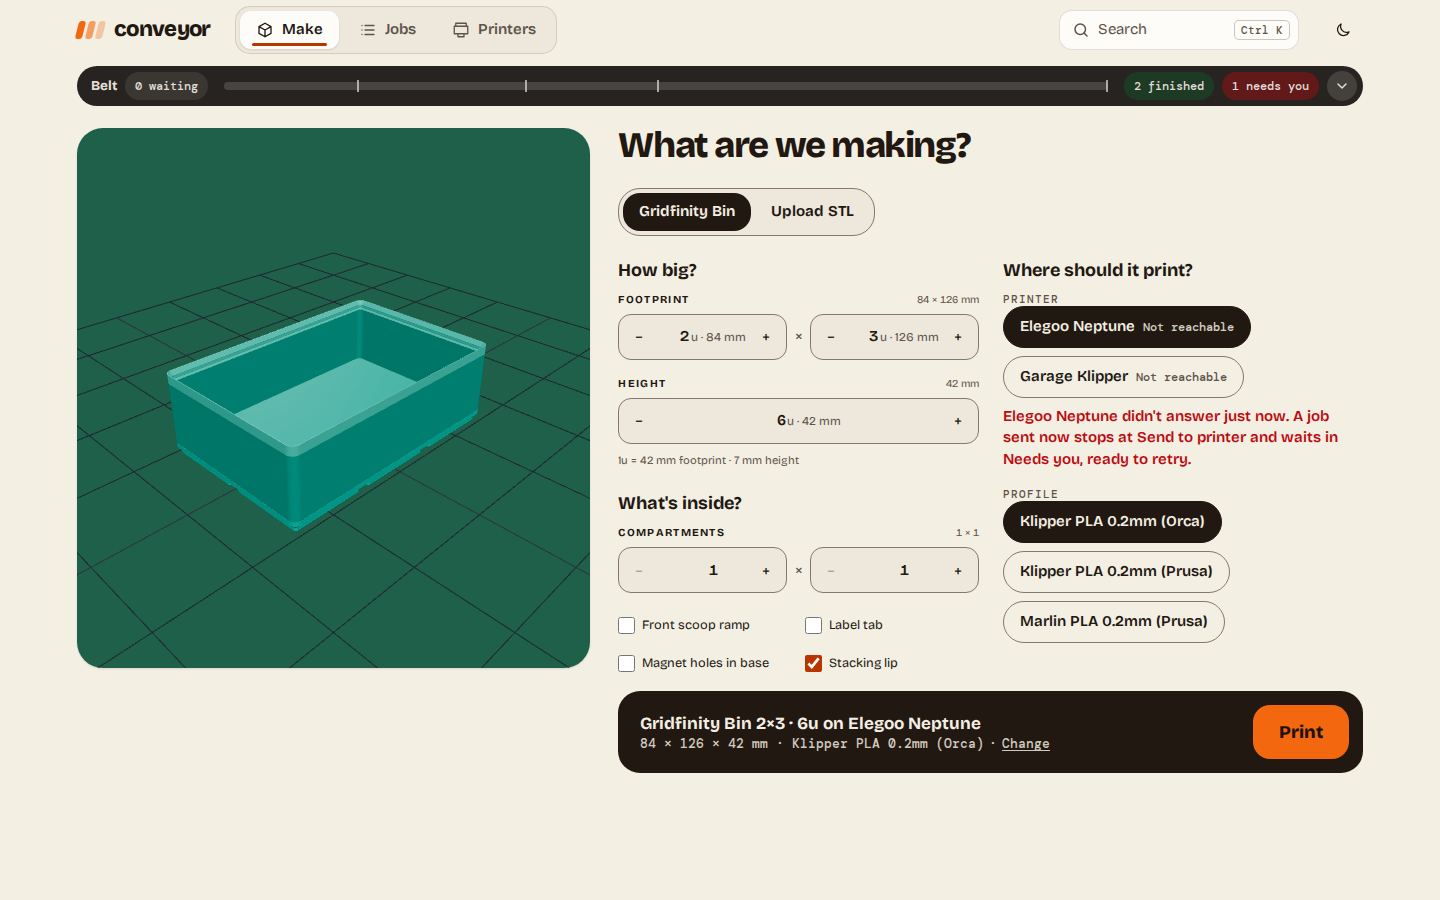 conveyor
Make
Jobs
Printers
Search
Ctrl K
Belt
0 waiting
2 finished
1 needs you
What are we making?
Gridfinity Bin
Upload STL
How big?
FOOTPRINT
84 × 126 mm
− 2 u · 84 mm + × − 3 u · 126 mm +
HEIGHT
42 mm
− 6 u · 42 mm +
1u = 42 mm footprint · 7 mm height
What's inside?
COMPARTMENTS
1 × 1
− 1 + × − 1 +
Front scoop ramp
Label tab
Magnet holes in base
Stacking lip
Where should it print?
PRINTER
Elegoo Neptune Not reachable
Garage Klipper Not reachable
Elegoo Neptune didn't answer just now. A job
sent now stops at Send to printer and waits in
Needs you, ready to retry.
PROFILE
Klipper PLA 0.2mm (Orca)
Klipper PLA 0.2mm (Prusa)
Marlin PLA 0.2mm (Prusa)
Gridfinity Bin 2×3 · 6u on Elegoo Neptune
84 × 126 × 42 mm · Klipper PLA 0.2mm (Orca) · Change
Print